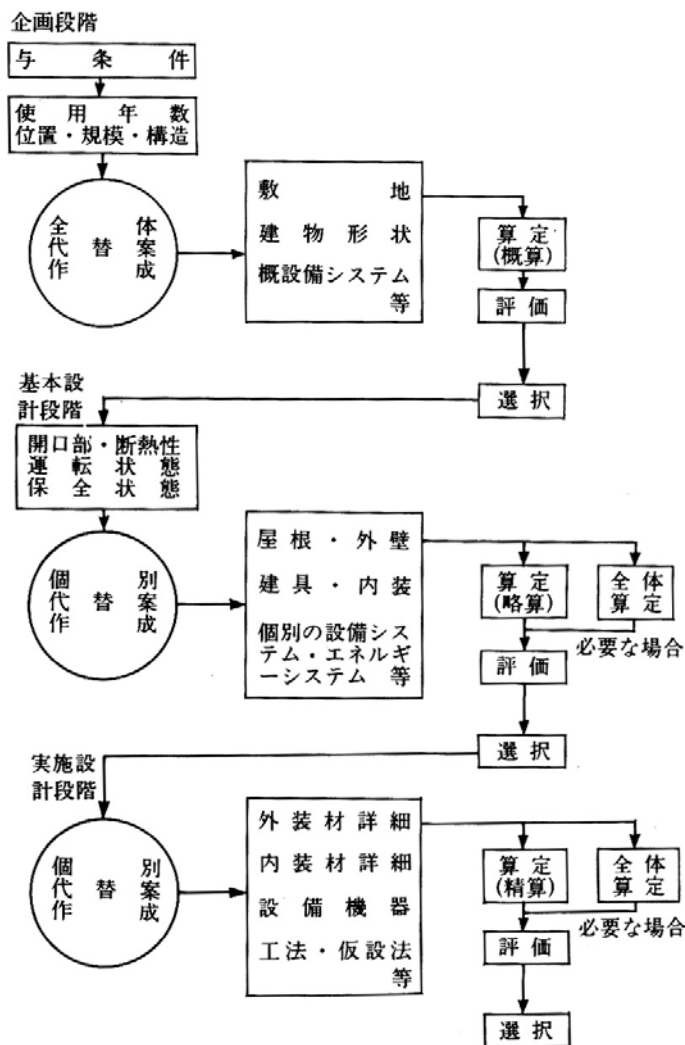 企画段階
与条件
使用年数
位置・規模・構造
全体
代替案
作成
敷地
建物形状
概設備システム
等
算定
(概算)
評価
選択
基本設
計段階
開口部・断熱性
運転状態
保全状態
個別
代替案
作成
屋根・外壁
建具・内装
個別の設備シス
テム・エネルギ
ーシステム等
算定
(略算)
全体
算定
必要な場合
評価
選択
実施設
計段階
個別
代替案
作成
外装材詳細
内装材詳細
設備機器
工法・仮設法
等
算定
(精算)
全体
算定
必要な場合
評価
選択